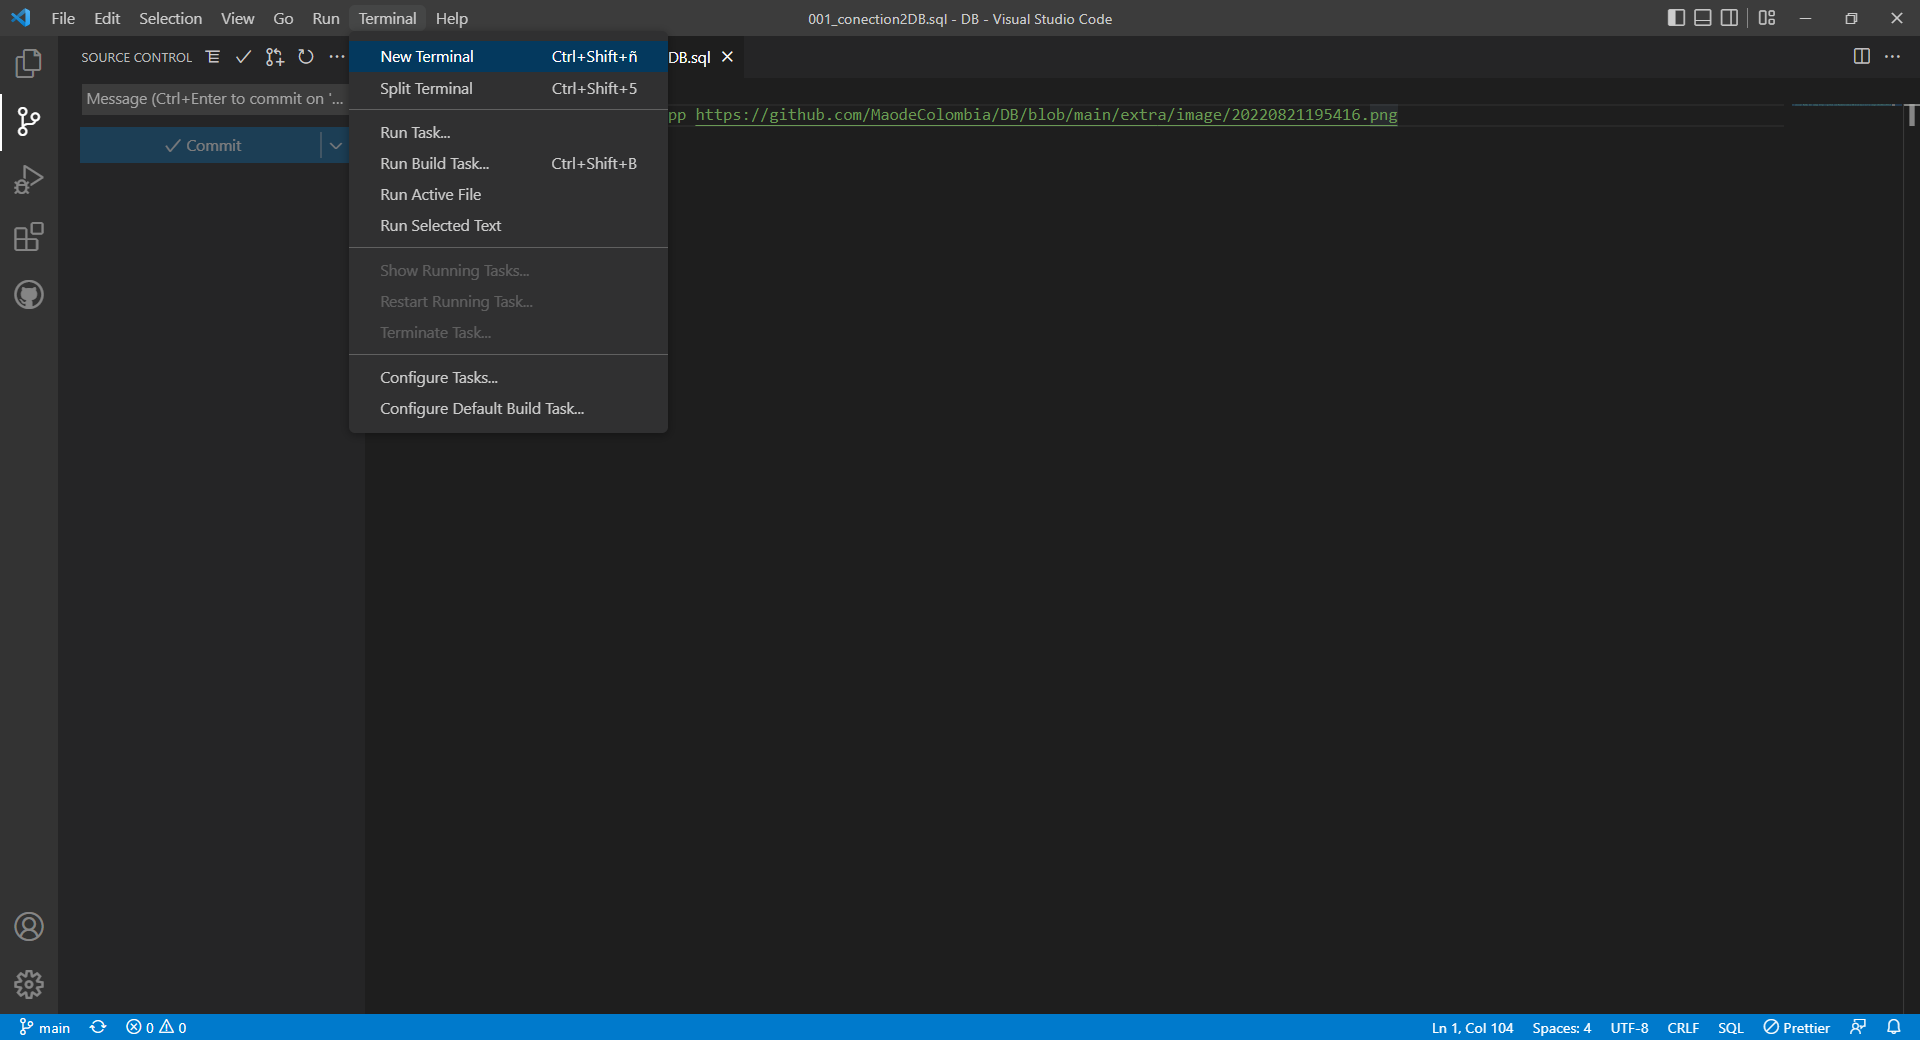 File Edit Selection View Go Run Terminal Help
001_conection2DB.sql - DB - Visual Studio Code
SOURCE CONTROL
DB.sql
Message (Ctrl+Enter to commit on '...
Commit
New Terminal Ctrl+Shift+ñ
Split Terminal Ctrl+Shift+5
Run Task...
Run Build Task... Ctrl+Shift+B
Run Active File
Run Selected Text
Show Running Tasks...
Restart Running Task...
Terminate Task...
Configure Tasks...
Configure Default Build Task...
pp https://github.com/MaodeColombia/DB/blob/main/extra/image/20220821195416.png
main 0 0 Ln 1, Col 104 Spaces: 4 UTF-8 CRLF SQL Prettier